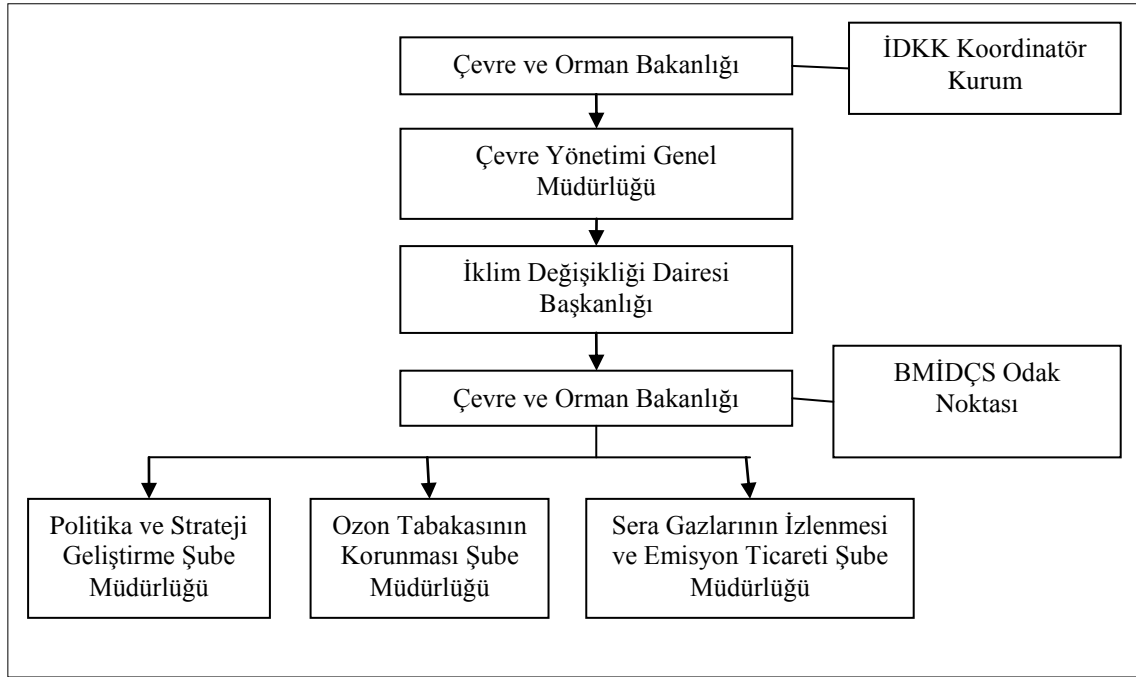 Çevre ve Orman Bakanlığı
İDKK Koordinatör
Kurum
Çevre Yönetimi Genel
Müdürlüğü
İklim Değişikliği Dairesi
Başkanlığı
Çevre ve Orman Bakanlığı
BMİDÇS Odak
Noktası
Politika ve Strateji
Geliştirme Şube
Müdürlüğü
Ozon Tabakasının
Korunması Şube
Müdürlüğü
Sera Gazlarının İzlenmesi
ve Emisyon Ticareti Şube
Müdürlüğü